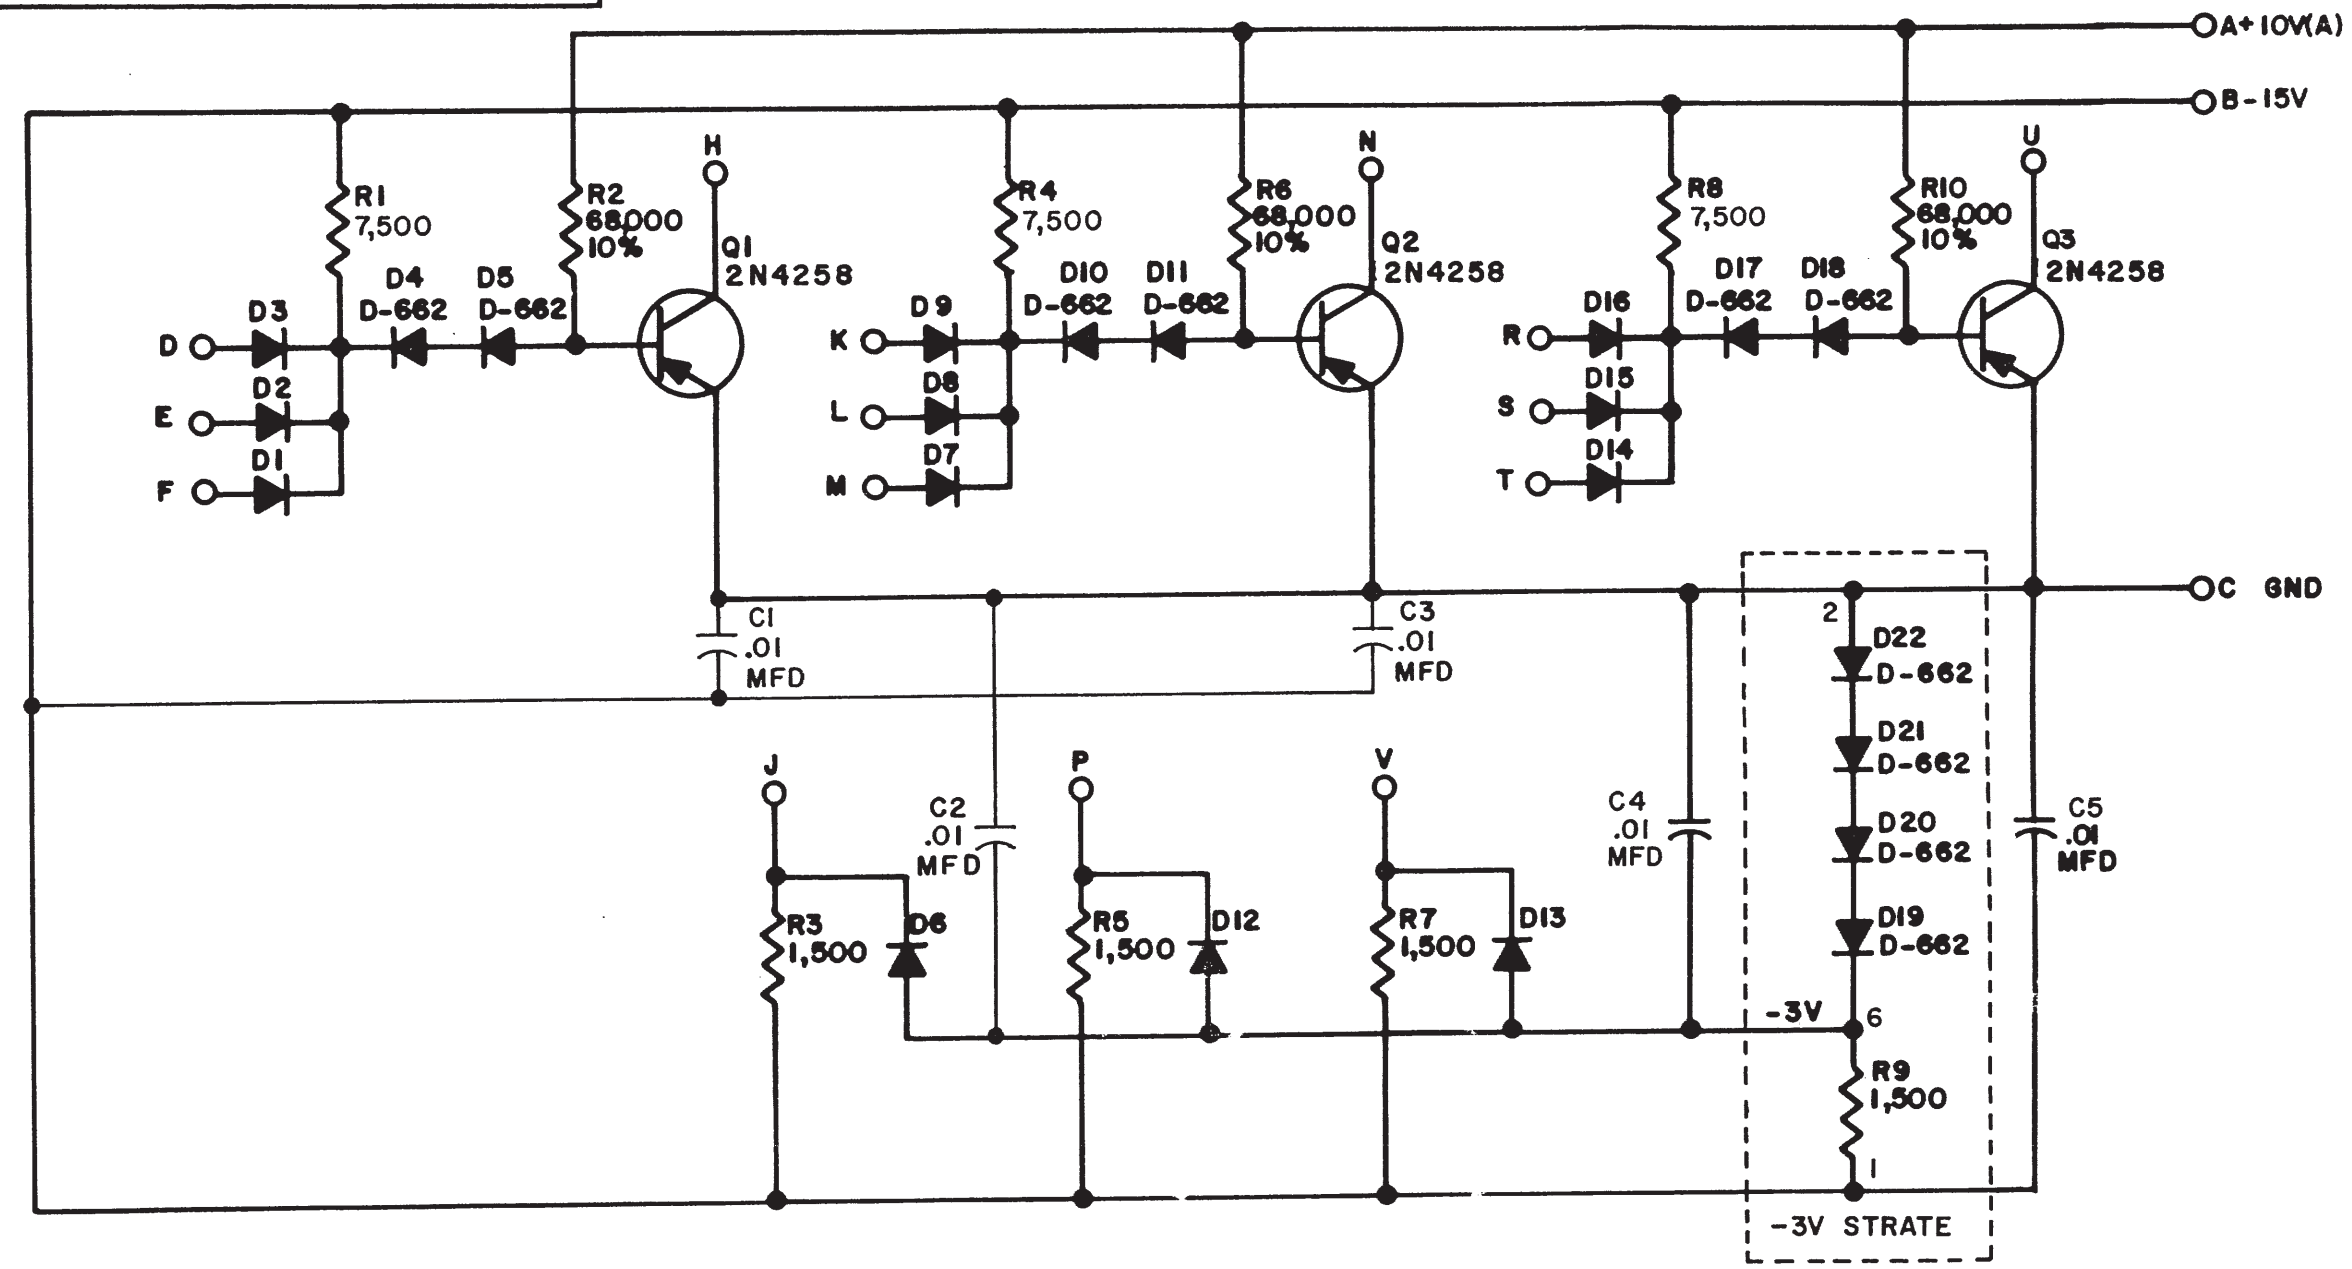 A+10V(A)
B-15V
H
N
U
R1
7,500
R2
68,000
10%
Q1
2N4258
R4
7,500
R6
68,000
10%
Q2
2N4258
R8
7,500
R10
68,000
10%
Q3
2N4258
D3
D4
D-662
D5
D-662
D9
D10
D-662
D11
D-662
D16
D17
D-662
D18
D-662
D
K
R
D2
D8
D15
E
L
S
D1
D7
D14
F
M
T
C GND
C1
.01
MFD
C3
.01
MFD
2
D22
D-662
D21
D-662
D20
D-662
D19
D-662
J
P
V
C2
.01
MFD
C4
.01
MFD
C5
.01
MFD
R3
1,500
D6
R5
1,500
D12
R7
1,500
D13
-3V
6
R9
1,500
1
-3V STRATE